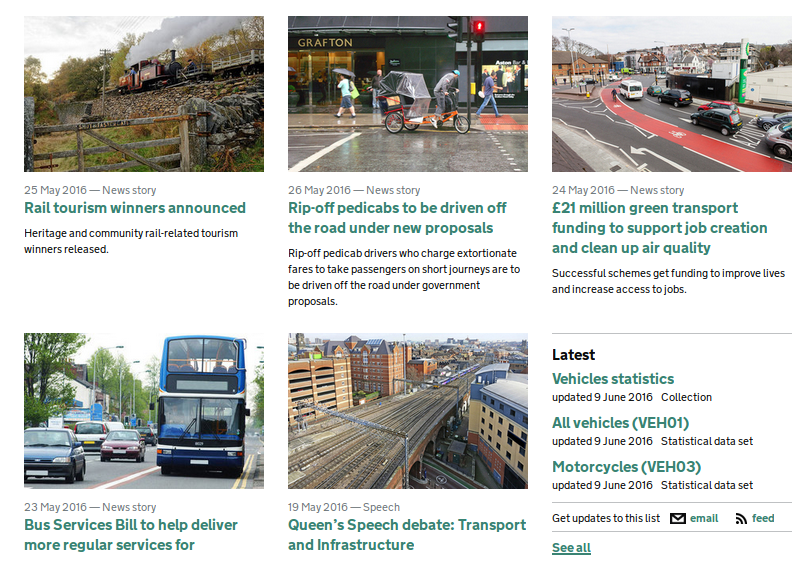 GRAFTON
25 May 2016 — News story
Rail tourism winners announced
Heritage and community rail-related tourism
winners released.
26 May 2016 — News story
Rip-off pedicabs to be driven off
the road under new proposals
Rip-off pedicab drivers who charge extortionate
fares to take passengers on short journeys are to
be driven off the road under government
proposals.
24 May 2016 — News story
£21 million green transport
funding to support job creation
and clean up air quality
Successful schemes get funding to improve lives
and increase access to jobs.
23 May 2016 — News story
Bus Services Bill to help deliver
more regular services for
19 May 2016 — Speech
Queen’s Speech debate: Transport
and Infrastructure
Latest
Vehicles statistics
updated 9 June 2016 Collection
All vehicles (VEH01)
updated 9 June 2016 Statistical data set
Motorcycles (VEH03)
updated 9 June 2016 Statistical data set
Get updates to this list email feed
See all